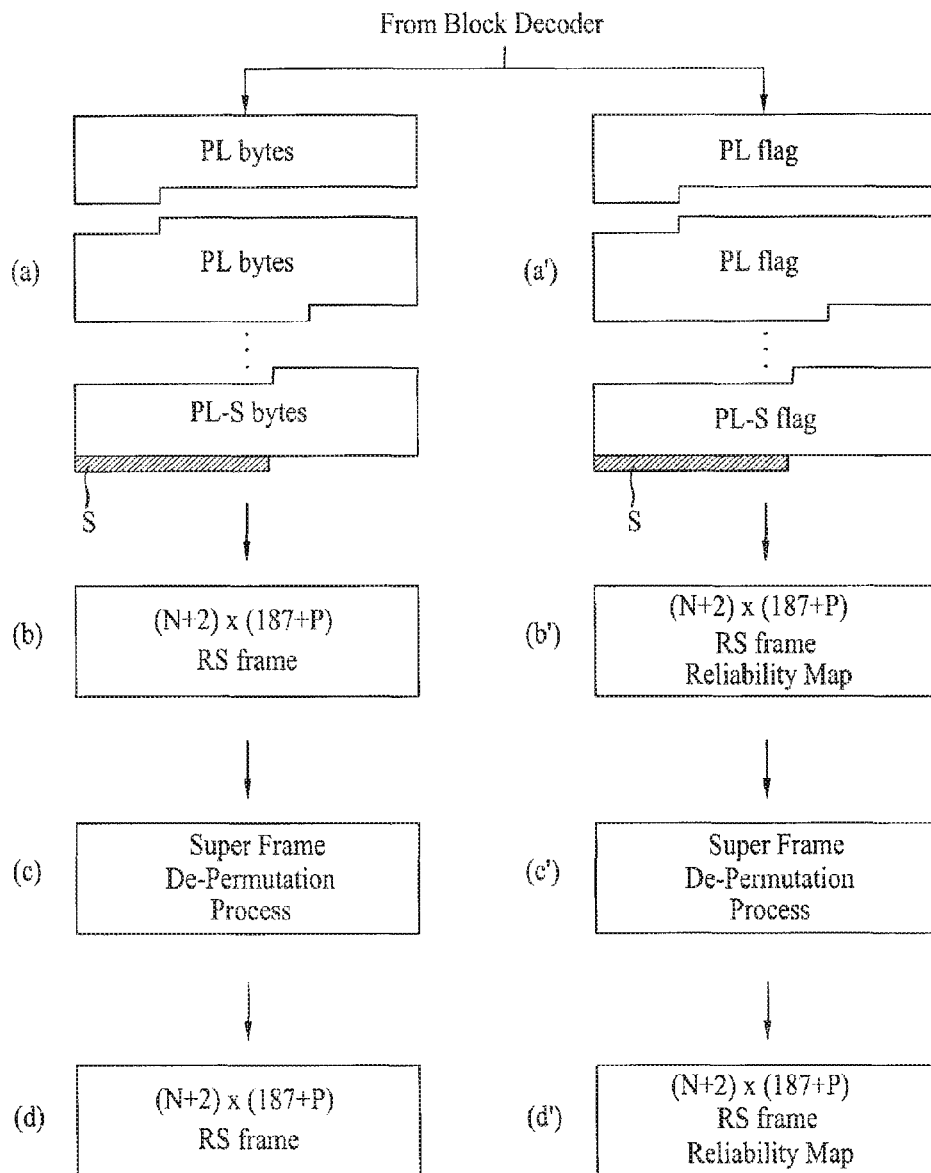 From Block Decoder
PL bytes
PL flag
(a)
PL bytes
(a')
PL flag
PL-S bytes
PL-S flag
S
S
(b)
(N+2) x (187+P)
RS frame
(b')
(N+2) x (187+P)
RS frame
Reliability Map
(c)
Super Frame
De-Permutation
Process
(c')
Super Frame
De-Permutation
Process
(d)
(N+2) x (187+P)
RS frame
(d')
(N+2) x (187+P)
RS frame
Reliability Map